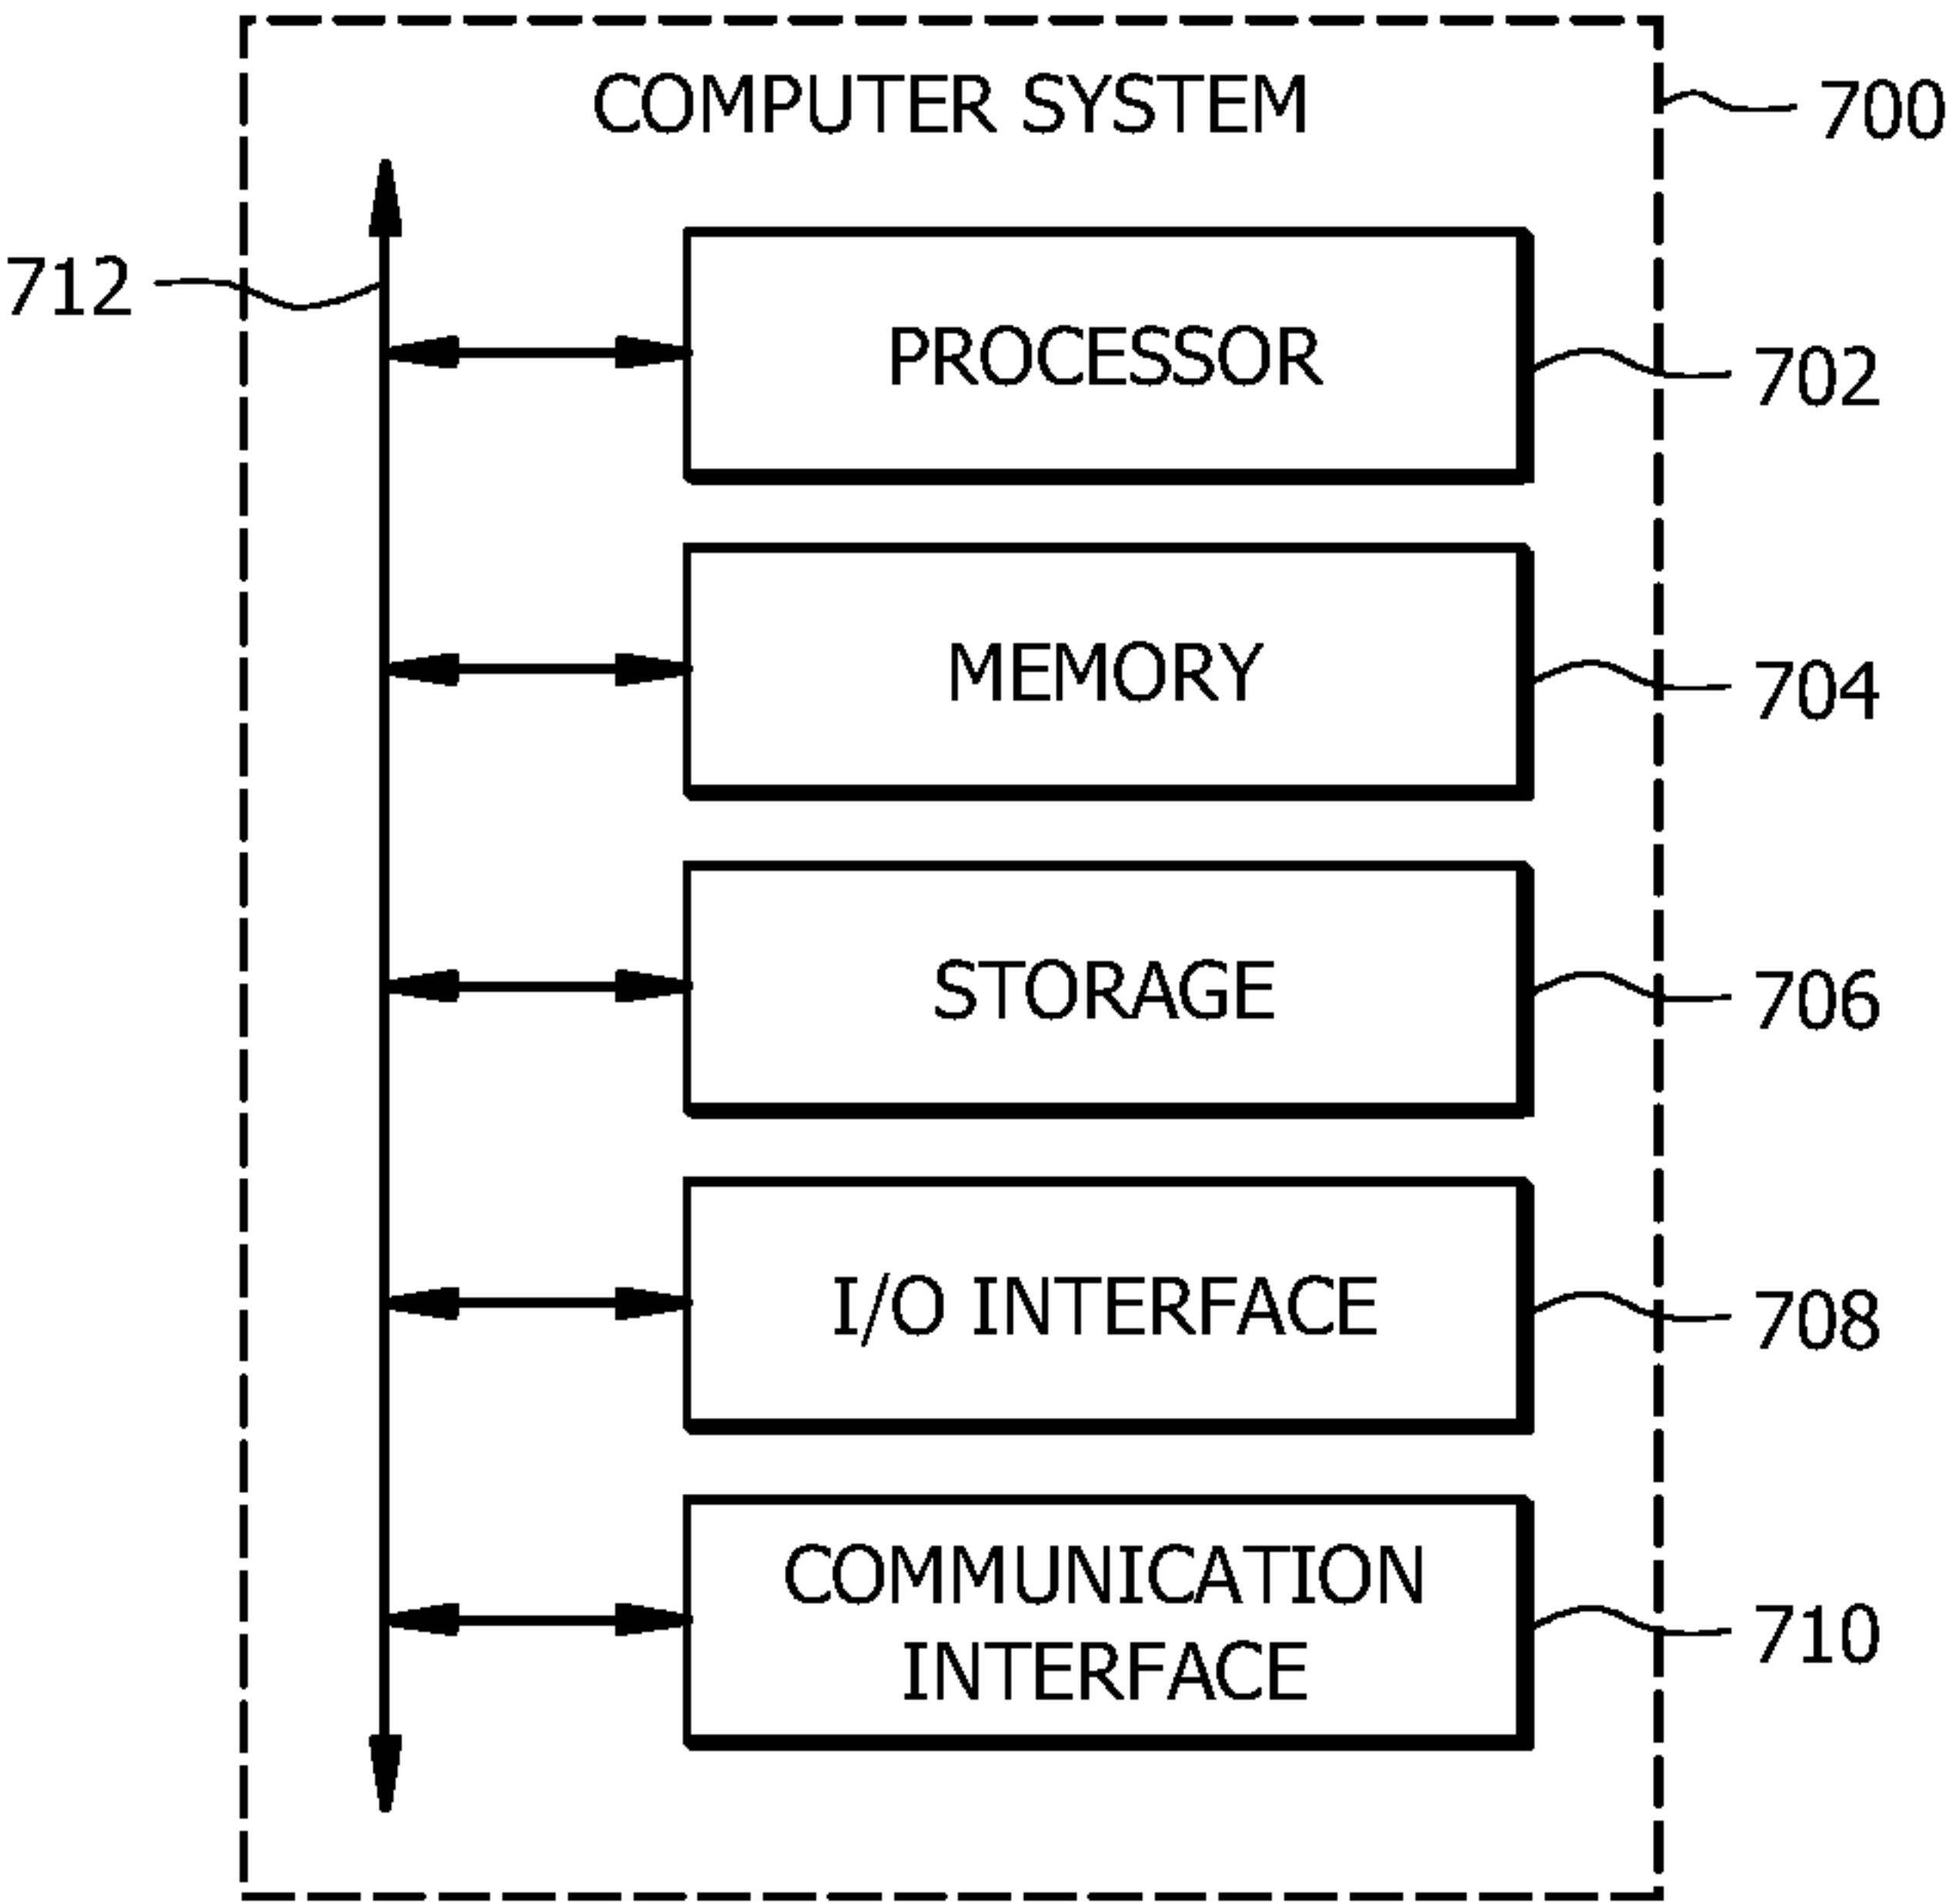 COMPUTER SYSTEM
700
712
PROCESSOR
702
MEMORY
704
STORAGE
706
I/O INTERFACE
708
COMMUNICATION
INTERFACE
710